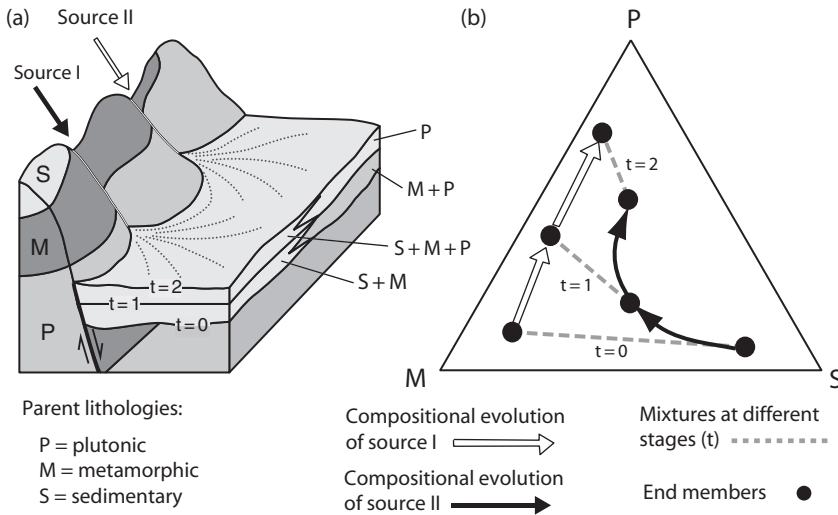 (a)
Source II
Source I
S
M
P
t = 2
t = 1
t = 0
P
M + P
S + M + P
S + M
(b)
P
t = 2
t = 1
t = 0
M
S
Parent lithologies:
P = plutonic
M = metamorphic
S = sedimentary
Compositional evolution
of source I
Compositional evolution
of source II
Mixtures at different
stages (t)
End members